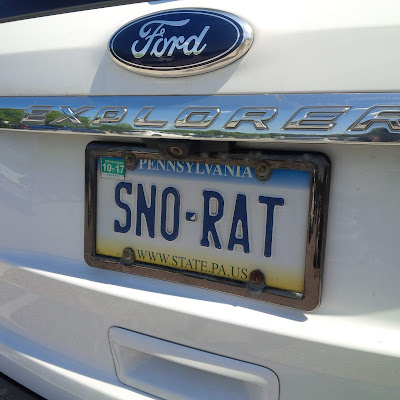 Ford
EXPLORER
10-17
PENNSYLVANIA
SNO-RAT
WWW.STATE.PA.US